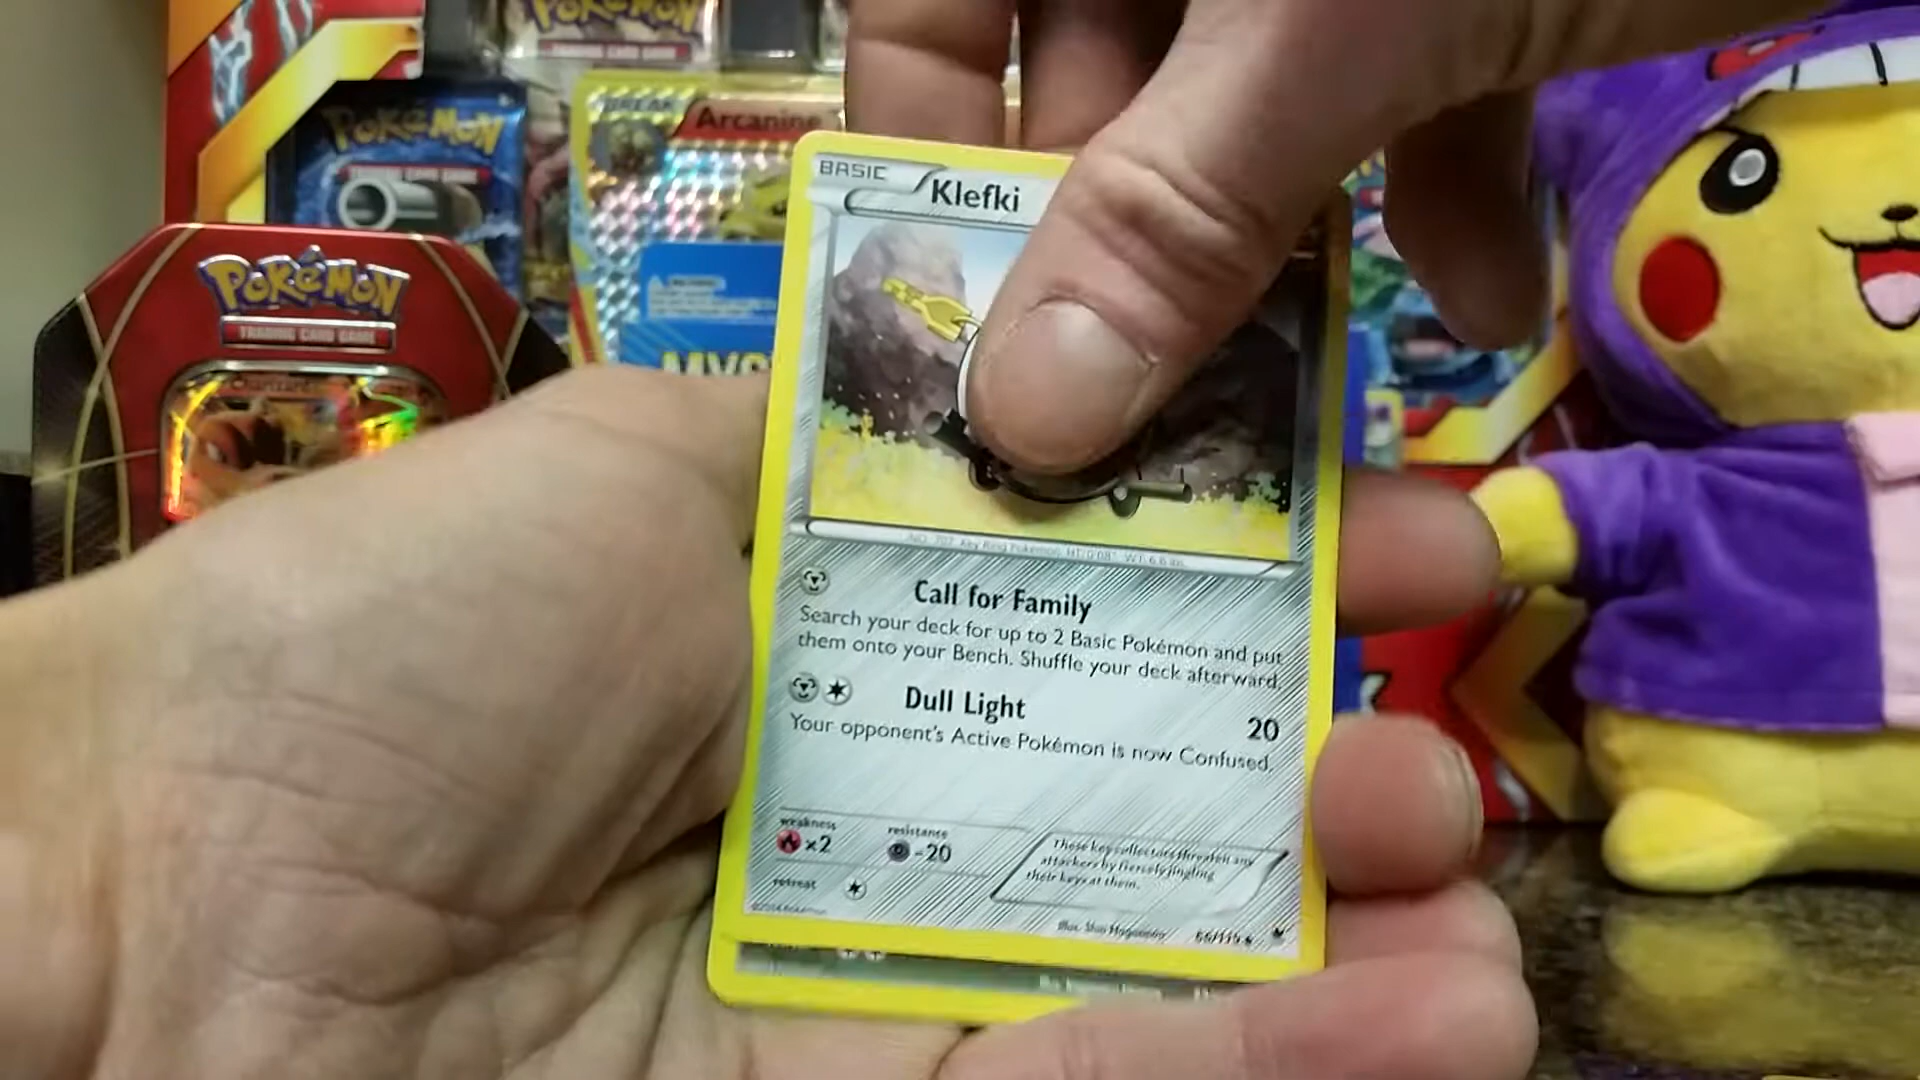 POKéMON
TRADING CARD GAME
POKéMON
TRADING CARD GAME
BREAK
Arcanine
POKéMON
TRADING CARD GAME
Charizard
MYS
BASIC
Klefki
NO. 707 Key Ring Pokémon HT: 0'08" WT: 6.6 lbs.
Call for Family
Search your deck for up to 2 Basic Pokémon and put
them onto your Bench. Shuffle your deck afterward.
Dull Light
20
Your opponent's Active Pokémon is now Confused.
weakness
×2
resistance
-20
retreat
These key collectors threaten any
attackers by fiercely jingling
their keys at them.
©2014 Pokémon
Illus. Shin Nagasawa
66/119